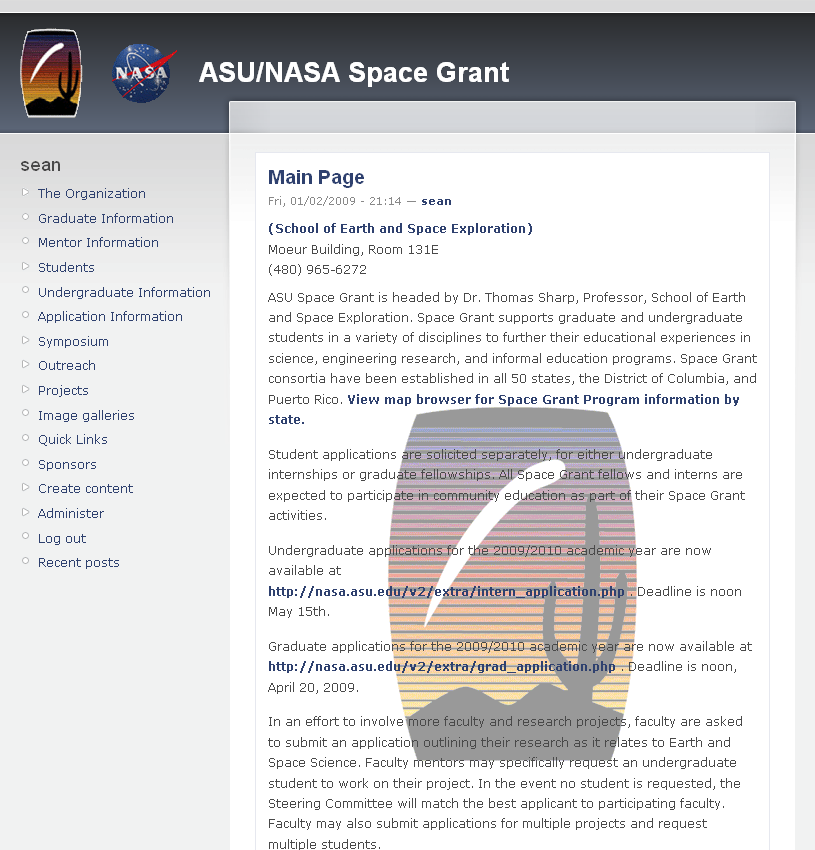 NASA
ASU/NASA Space Grant
sean
The Organization
Graduate Information
Mentor Information
Students
Undergraduate Information
Application Information
Symposium
Outreach
Projects
Image galleries
Quick Links
Sponsors
Create content
Administer
Log out
Recent posts
Main Page
Fri, 01/02/2009 - 21:14 — sean
(School of Earth and Space Exploration)
Moeur Building, Room 131E
(480) 965-6272
ASU Space Grant is headed by Dr. Thomas Sharp, Professor, School of Earth
and Space Exploration. Space Grant supports graduate and undergraduate
students in a variety of disciplines to further their educational experiences in
science, engineering research, and informal education programs. Space Grant
consortia have been established in all 50 states, the District of Columbia, and
Puerto Rico. View map browser for Space Grant Program information by
state.
Student applications are solicited separately, for either undergraduate
internships or graduate fellowships. All Space Grant fellows and interns are
expected to participate in community education as part of their Space Grant
activities.
Undergraduate applications for the 2009/2010 academic year are now
available at
http://nasa.asu.edu/v2/extra/intern_application.php . Deadline is noon
May 15th.
Graduate applications for the 2009/2010 academic year are now available at
http://nasa.asu.edu/v2/extra/grad_application.php . Deadline is noon,
April 20, 2009.
In an effort to involve more faculty and research projects, faculty are asked
to submit an application outlining their research as it relates to Earth and
Space Science. Faculty mentors may specifically request an undergraduate
student to work on their project. In the event no student is requested, the
Steering Committee will match the best applicant to participating faculty.
Faculty may also submit applications for multiple projects and request
multiple students.